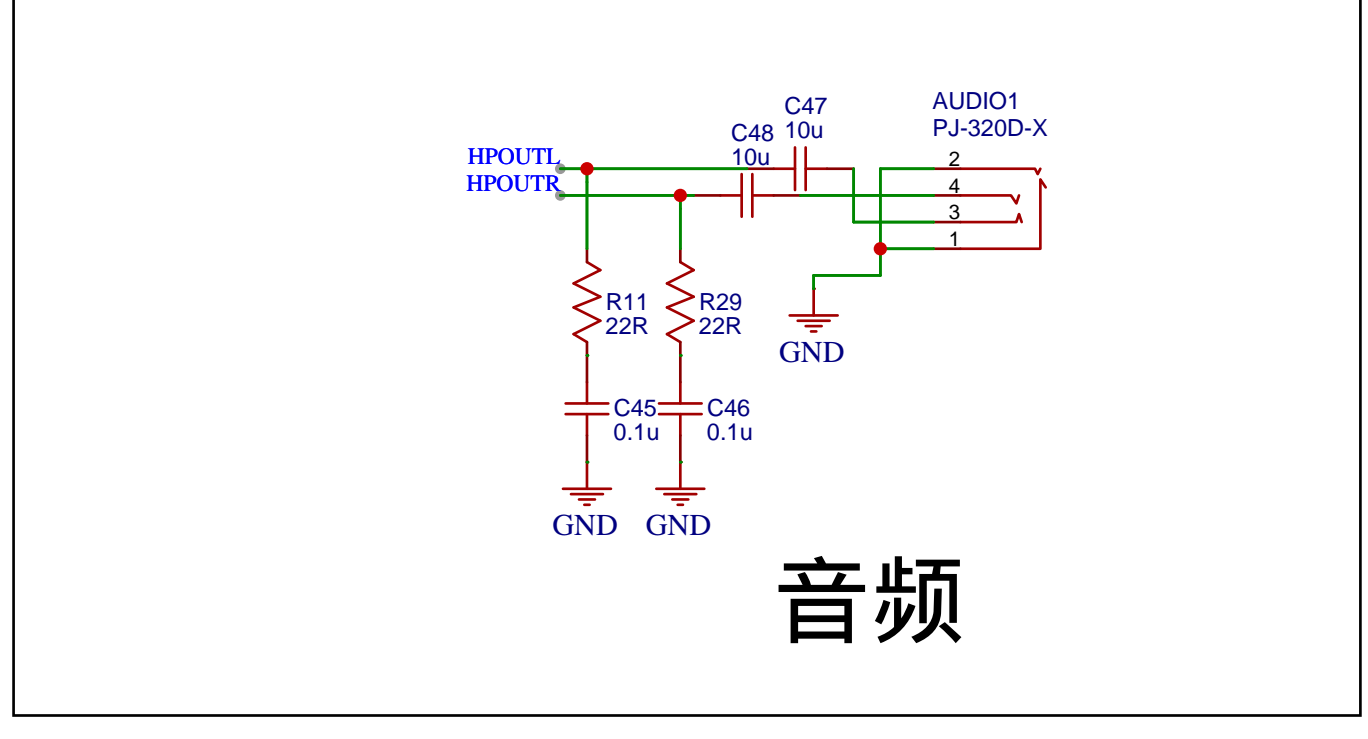 C47
10u
AUDIO1
PJ-320D-X
C48
10u
HPOUTL
HPOUTR
2
4
3
1
R11
22R
R29
22R
GND
C45
0.1u
C46
0.1u
GND
GND
音频